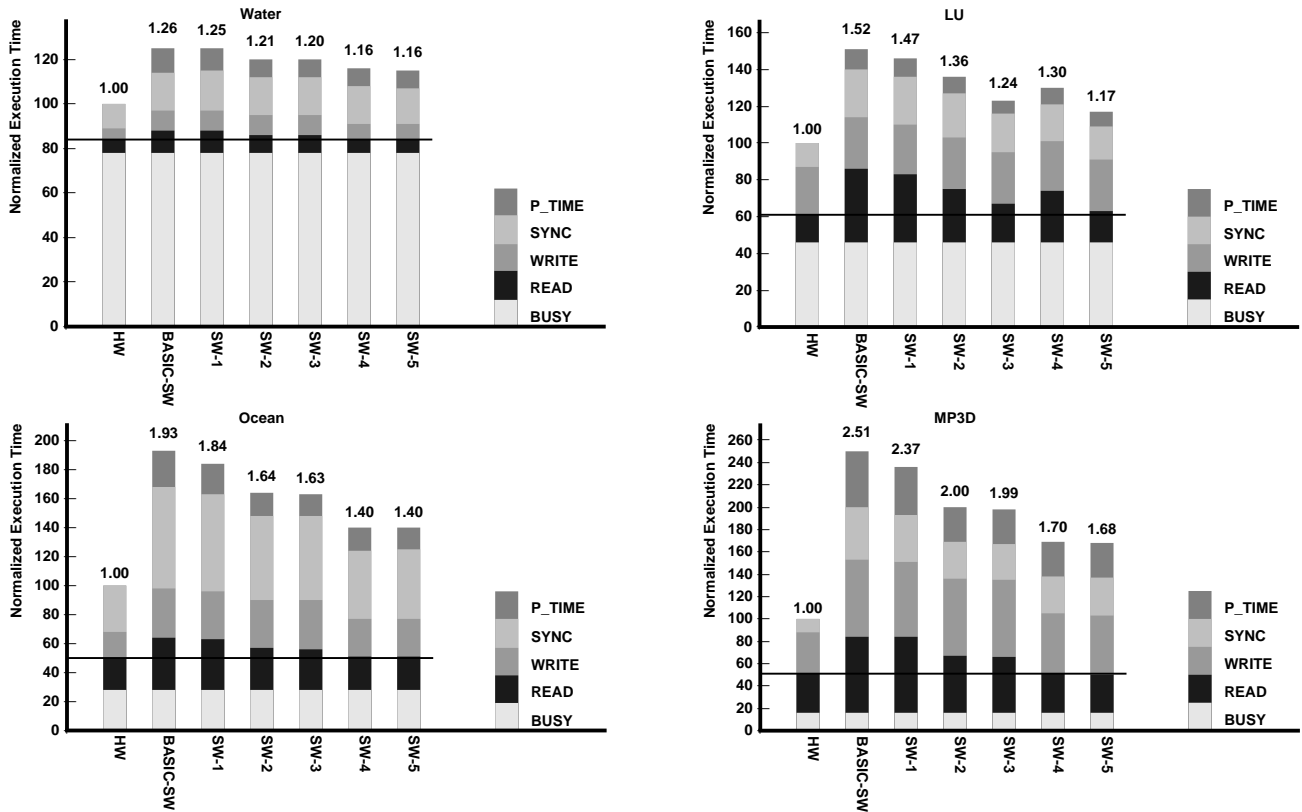 Water
Normalized Execution Time
120
100
80
60
40
20
0
1.00
1.26
1.25
1.21
1.20
1.16
1.16
P_TIME
SYNC
WRITE
READ
BUSY
HW
BASIC-SW
SW-1
SW-2
SW-3
SW-4
SW-5
LU
Normalized Execution Time
160
140
120
100
80
60
40
20
0
1.00
1.52
1.47
1.36
1.24
1.30
1.17
P_TIME
SYNC
WRITE
READ
BUSY
HW
BASIC-SW
SW-1
SW-2
SW-3
SW-4
SW-5
Ocean
Normalized Execution Time
200
180
160
140
120
100
80
60
40
20
0
1.00
1.93
1.84
1.64
1.63
1.40
1.40
P_TIME
SYNC
WRITE
READ
BUSY
HW
BASIC-SW
SW-1
SW-2
SW-3
SW-4
SW-5
MP3D
Normalized Execution Time
260
240
220
200
180
160
140
120
100
80
60
40
20
0
1.00
2.51
2.37
2.00
1.99
1.70
1.68
P_TIME
SYNC
WRITE
READ
BUSY
HW
BASIC-SW
SW-1
SW-2
SW-3
SW-4
SW-5